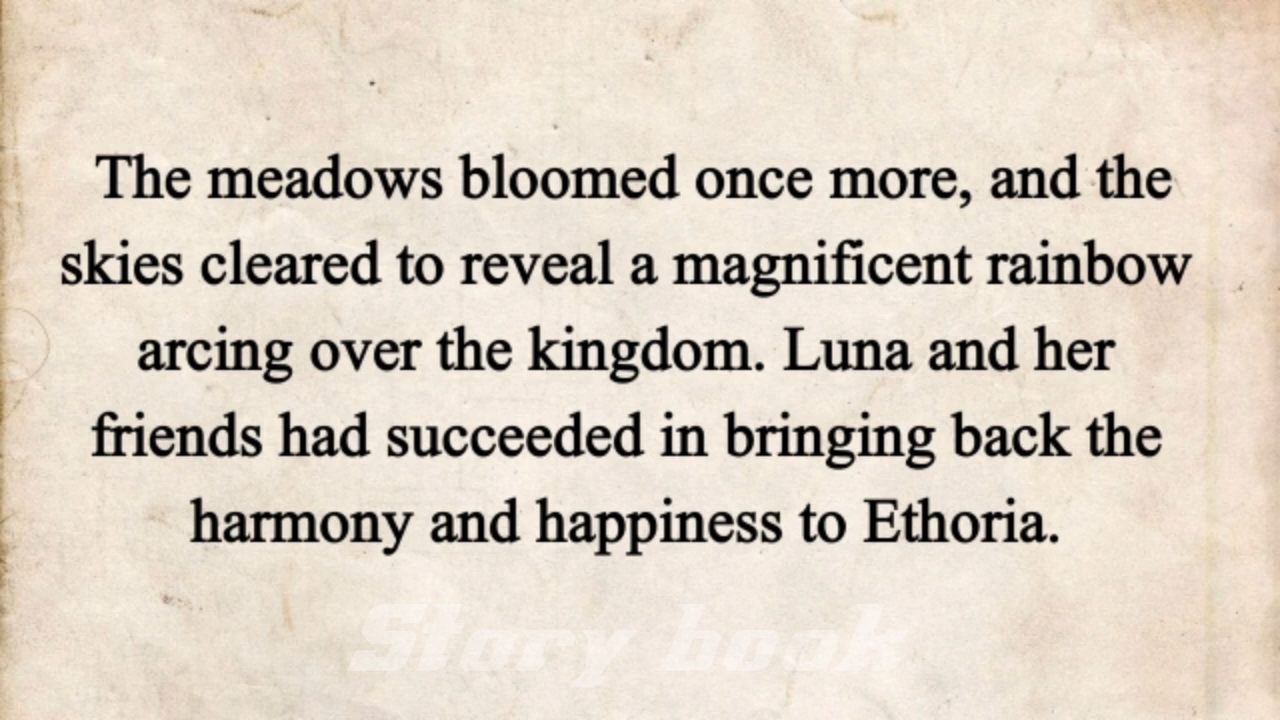 The meadows bloomed once more, and the
skies cleared to reveal a magnificent rainbow
arcing over the kingdom. Luna and her
friends had succeeded in bringing back the
harmony and happiness to Ethoria.
Story book